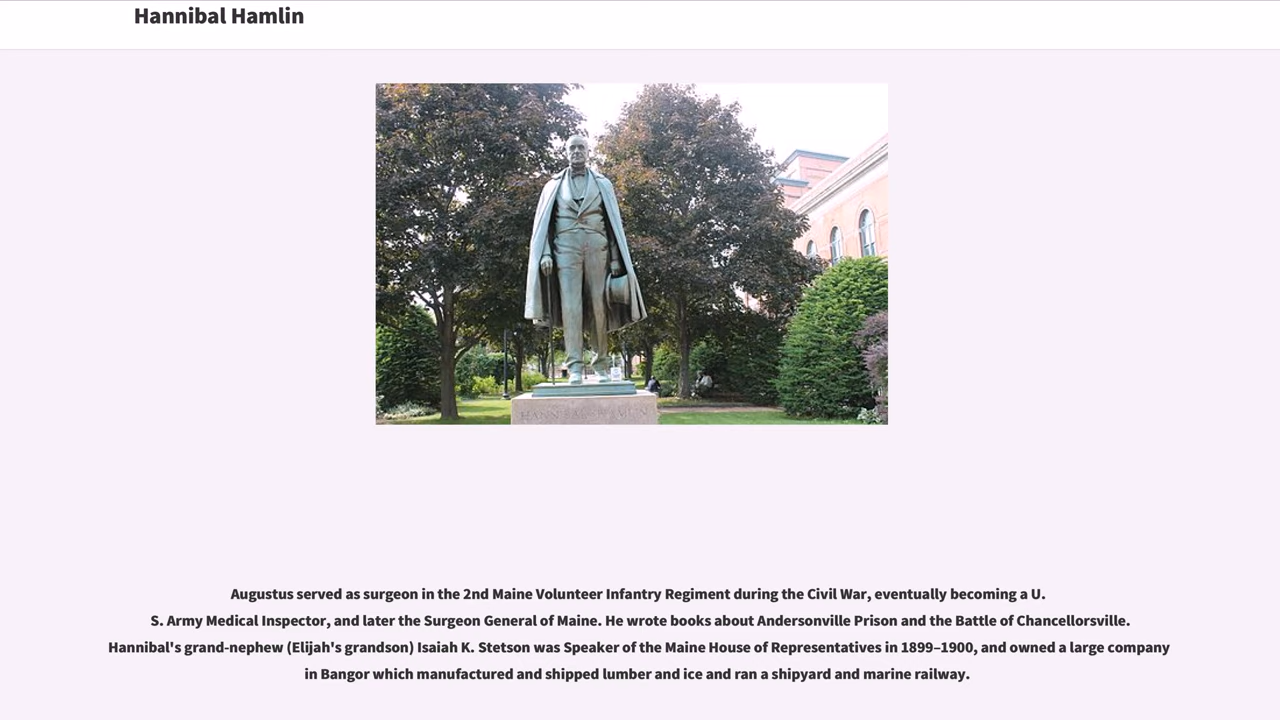 Hannibal Hamlin
HANNIBAL HAMLIN
Augustus served as surgeon in the 2nd Maine Volunteer Infantry Regiment during the Civil War, eventually becoming a U.
S. Army Medical Inspector, and later the Surgeon General of Maine. He wrote books about Andersonville Prison and the Battle of Chancellorsville.
Hannibal's grand-nephew (Elijah's grandson) Isaiah K. Stetson was Speaker of the Maine House of Representatives in 1899–1900, and owned a large company
in Bangor which manufactured and shipped lumber and ice and ran a shipyard and marine railway.